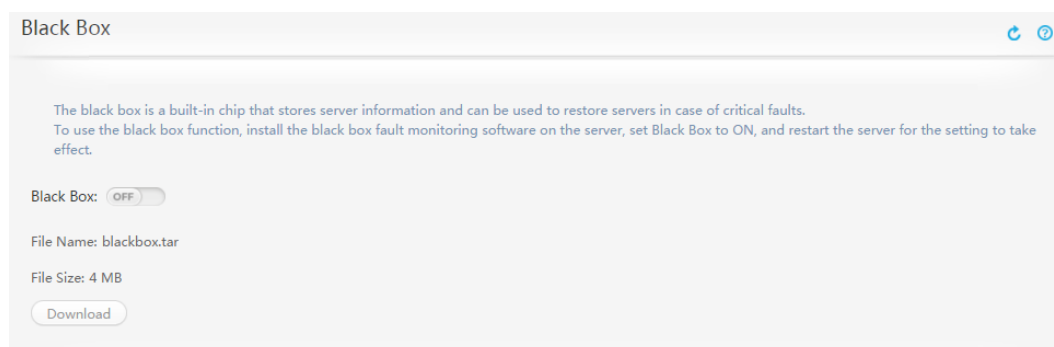 Black Box
The black box is a built-in chip that stores server information and can be used to restore servers in case of critical faults.
To use the black box function, install the black box fault monitoring software on the server, set Black Box to ON, and restart the server for the setting to take
effect.
Black Box: OFF
File Name: blackbox.tar
File Size: 4 MB
Download